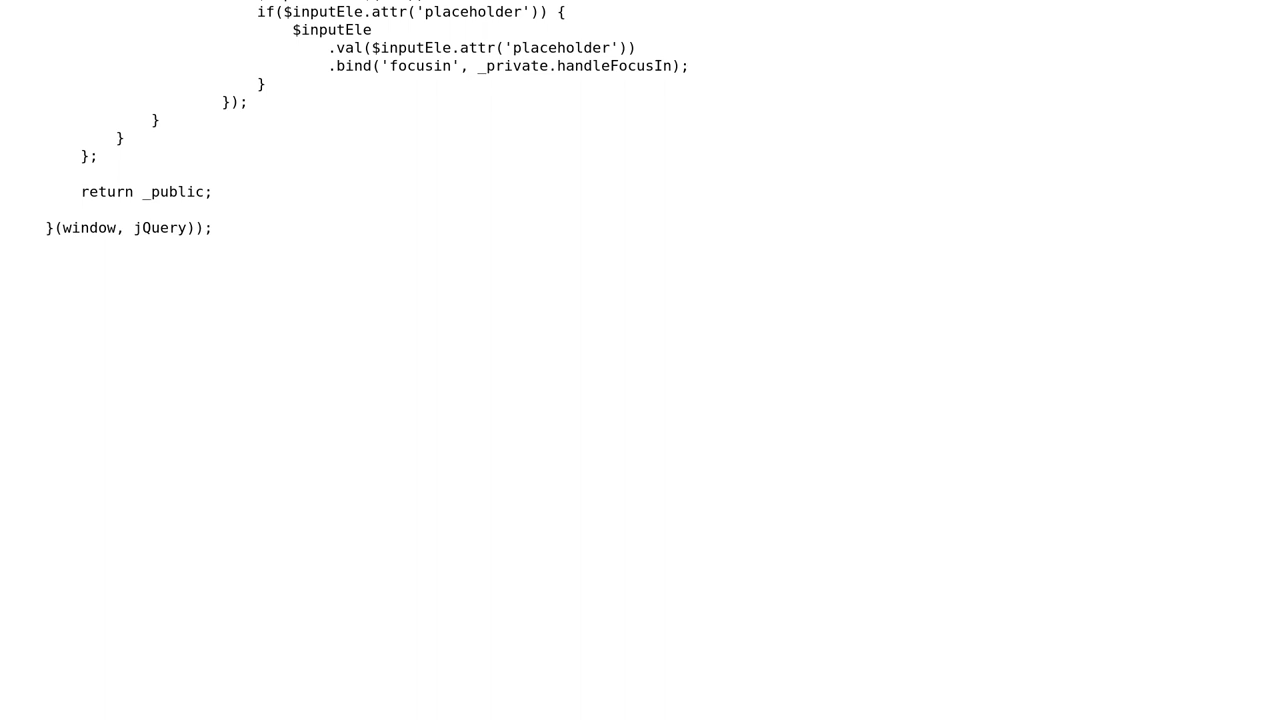 if($inputEle.attr('placeholder')) {
$inputEle
.val($inputEle.attr('placeholder'))
.bind('focusin', _private.handleFocusIn);
}
});
}
}
};
return _public;
}(window, jQuery));